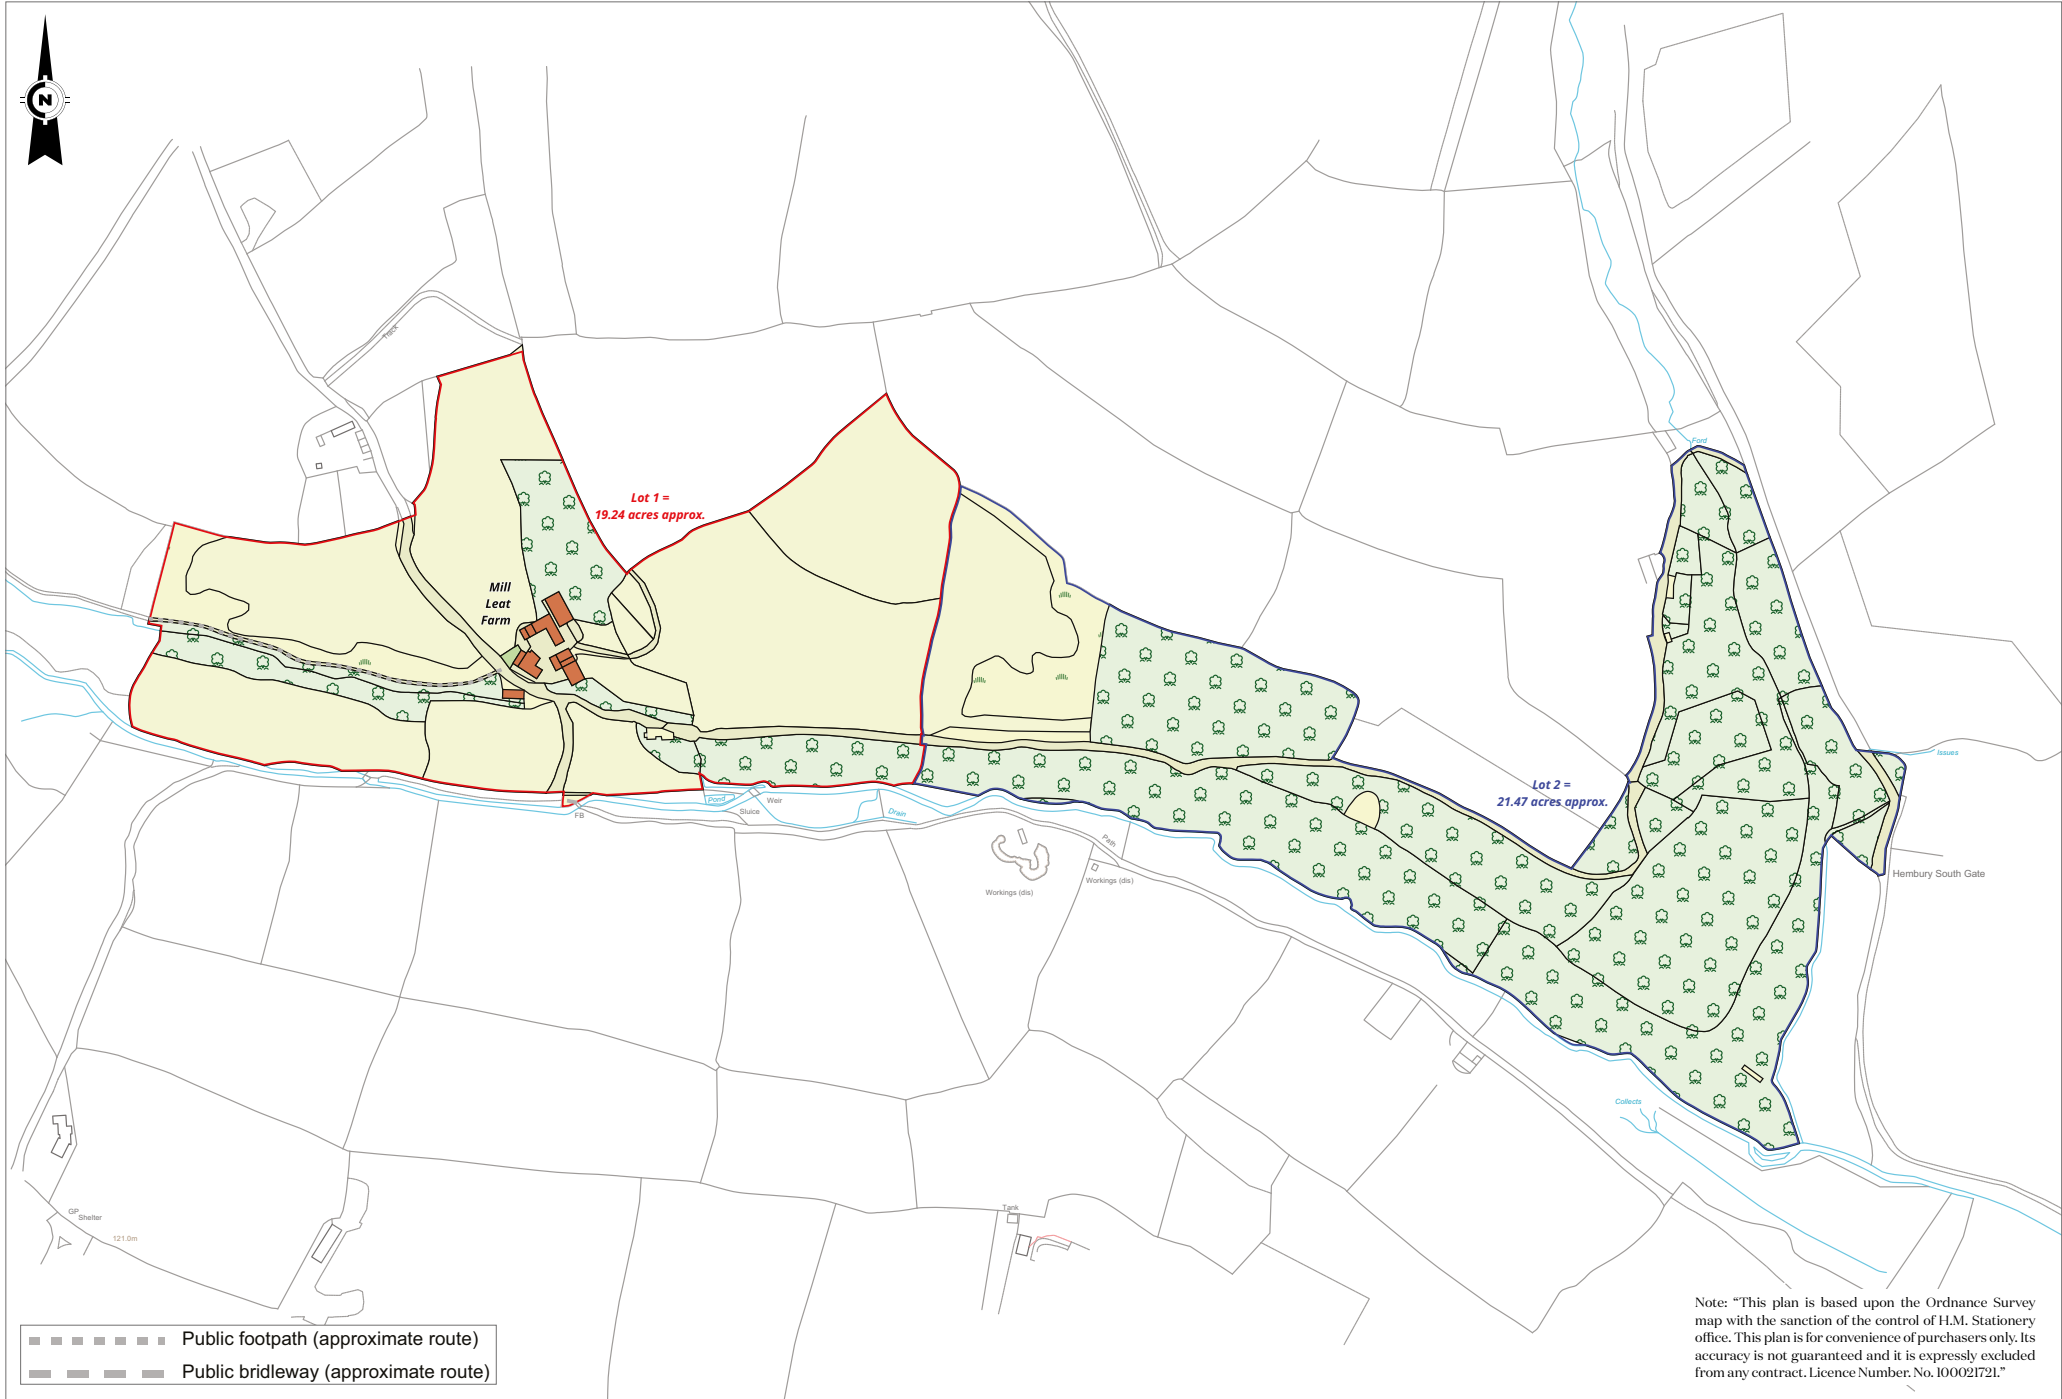 N
Track
Lot 1 =
19.24 acres approx.
Ford
Mill
Leat
Farm
Issues
Lot 2 =
21.47 acres approx.
Pond
Weir
Sluice
Drain
FB
Path
Workings (dis)
Workings (dis)
Hembury South Gate
Collects
GP
Shelter
121.0m
Tank
Note: “This plan is based upon the Ordnance Survey
map with the sanction of the control of H.M. Stationery
office. This plan is for convenience of purchasers only. Its
accuracy is not guaranteed and it is expressly excluded
from any contract. Licence Number. No. 100021721.”
Public footpath (approximate route)
Public bridleway (approximate route)